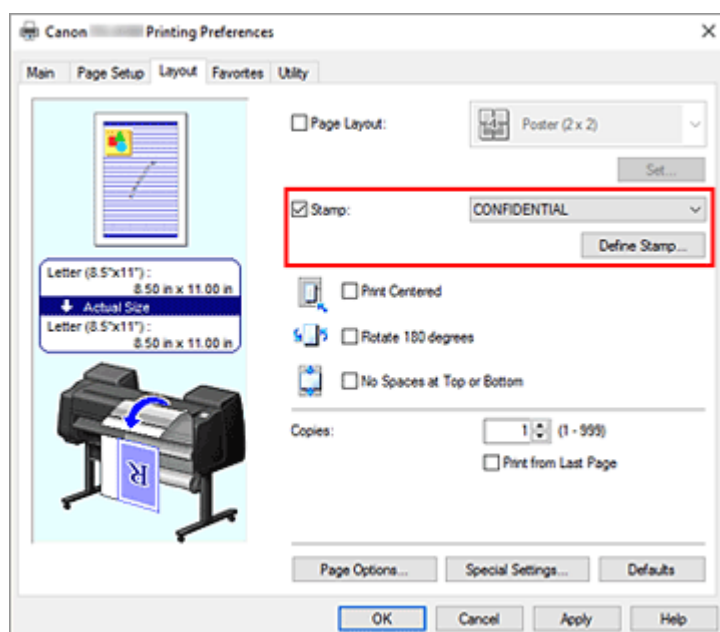 Canon Printing Preferences
Main Page Setup Layout Favorites Utility
Page Layout: Poster (2 x 2)
Set...
Stamp: CONFIDENTIAL
Define Stamp...
Letter (8.5"x11") :
8.50 in x 11.00 in
Actual Size
Letter (8.5"x11") :
8.50 in x 11.00 in
Print Centered
Rotate 180 degrees
No Spaces at Top or Bottom
Copies: 1 (1 - 999)
Print from Last Page
R
Page Options... Special Settings... Defaults
OK Cancel Apply Help